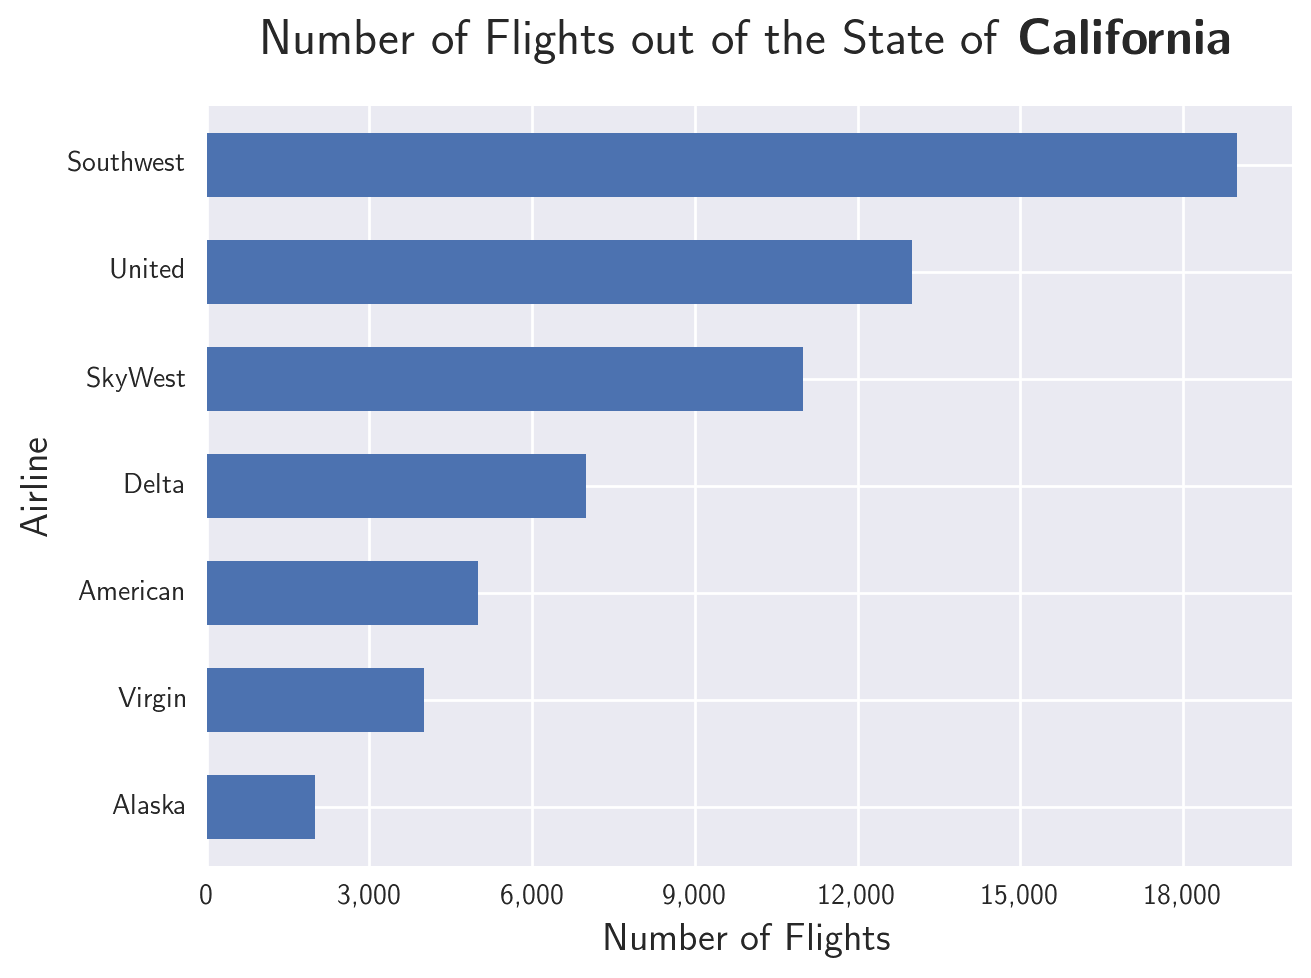 Number of Flights out of the State of California
Southwest
United
SkyWest
Delta
American
Virgin
Alaska
Airline
0 3,000 6,000 9,000 12,000 15,000 18,000
Number of Flights